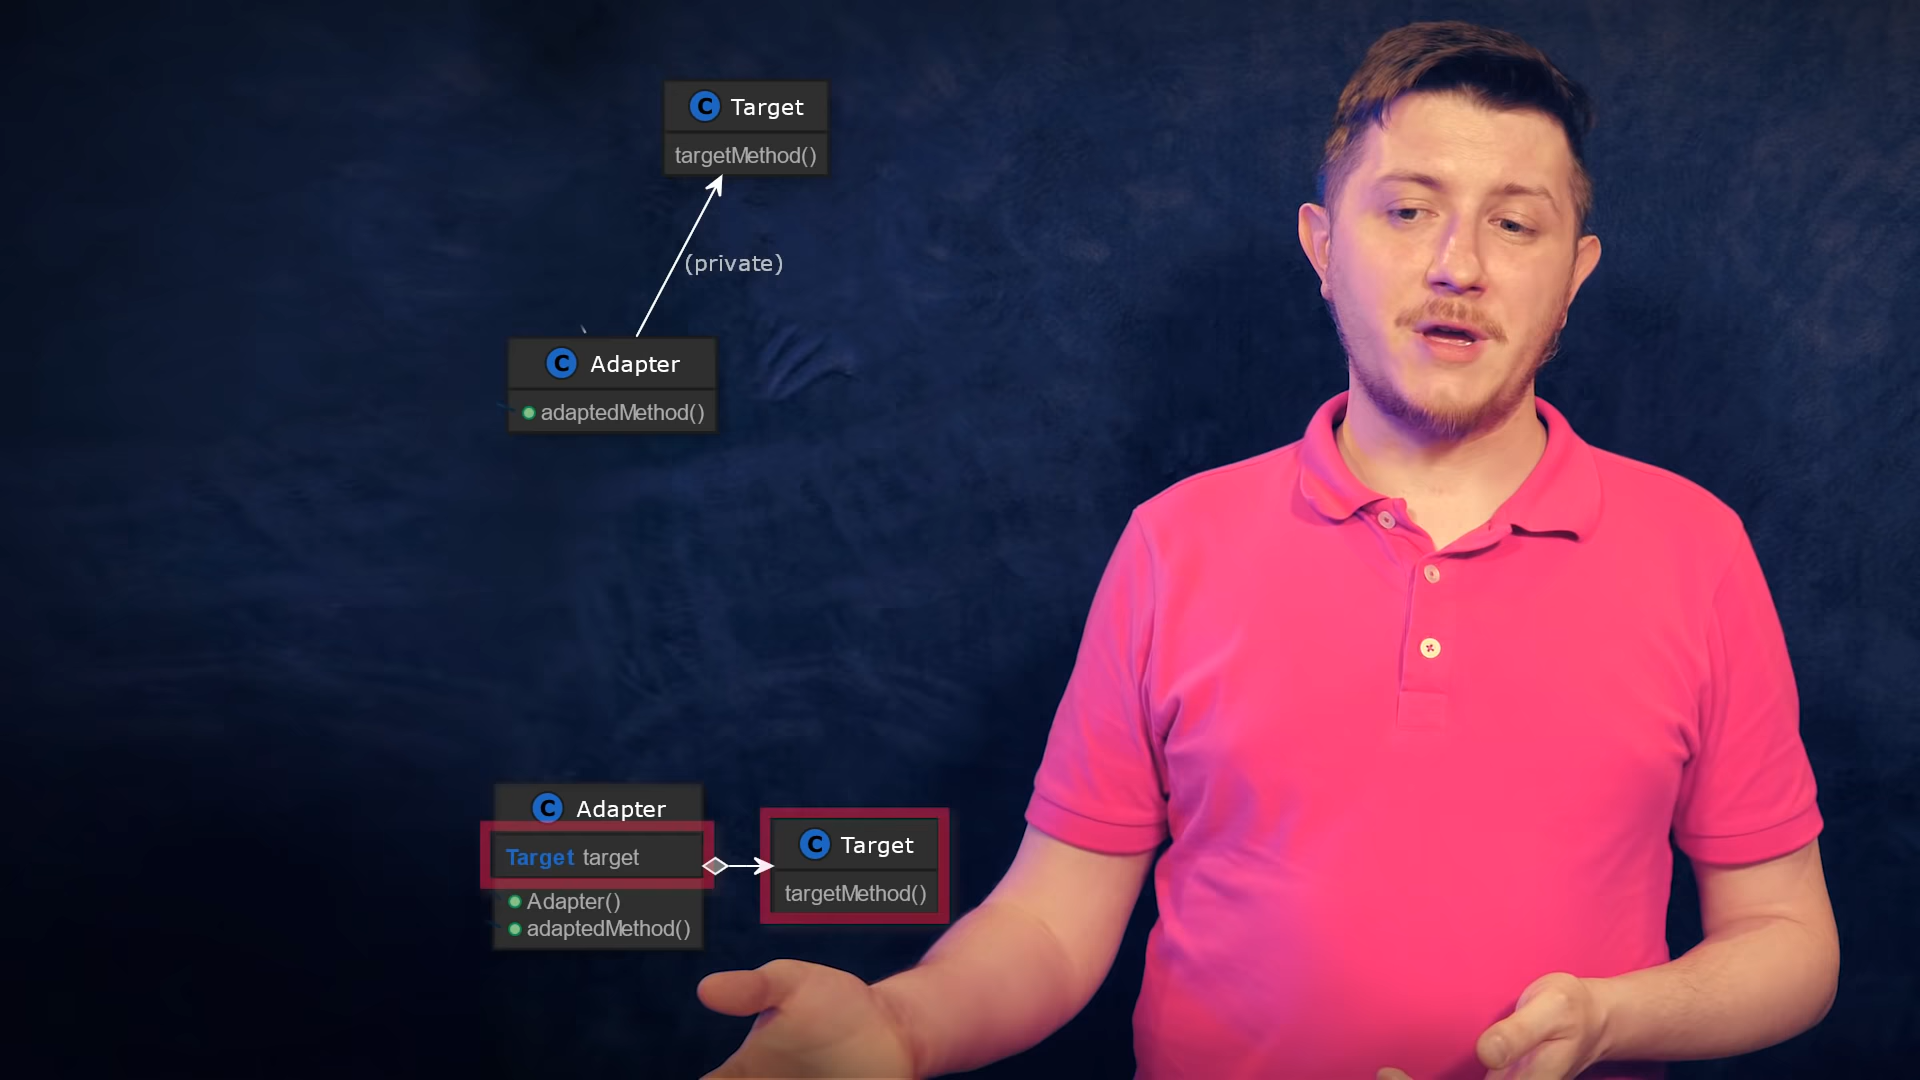 C Target
targetMethod()
(private)
C Adapter
adaptedMethod()
C Adapter
Target target
Adapter()
adaptedMethod()
C Target
targetMethod()